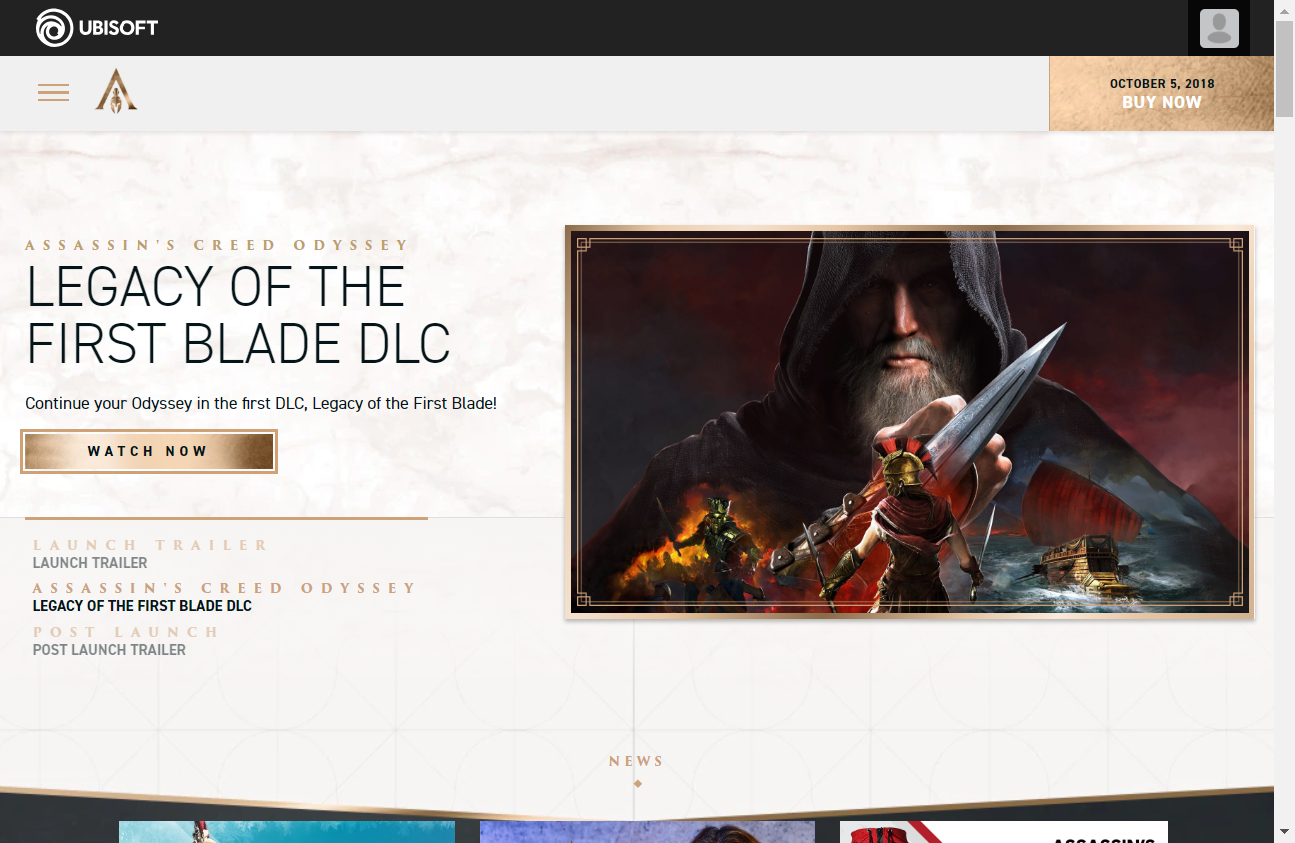 UBISOFT
OCTOBER 5, 2018
BUY NOW
ASSASSIN'S CREED ODYSSEY
LEGACY OF THE
FIRST BLADE DLC
Continue your Odyssey in the first DLC, Legacy of the First Blade!
WATCH NOW
LAUNCH TRAILER
LAUNCH TRAILER
ASSASSIN'S CREED ODYSSEY
LEGACY OF THE FIRST BLADE DLC
POST LAUNCH
POST LAUNCH TRAILER
NEWS
ASSASSIN'S